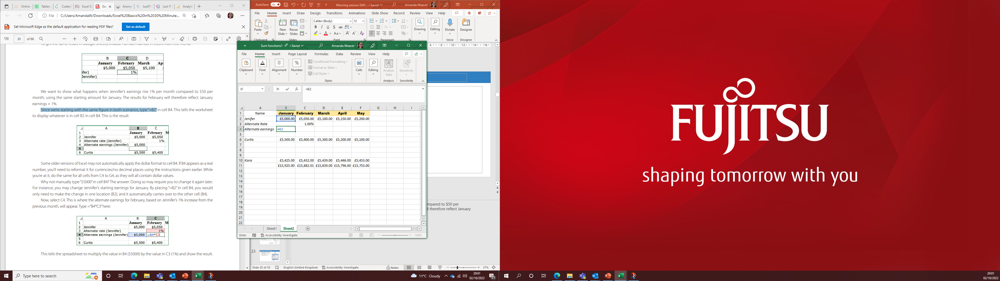 Online
Tables
CodesC
Excel B
Exc
Anony
JustIT C
Just IT
Analyti
File C:/Users/AmandaW/Downloads/Excel%20Basics%20In%2030%20Minute...
Set Microsoft Edge as the default application for reading PDF files? Set as default
30 of 66
B C D
January February March Ap
$5,000 $5,050 $5,100
ifer) 1%
Jennifer)
We want to show what happens when Jennifer's earnings rise 1% per month compared to $50 per
month, using the same starting amount for January. The results for February will therefore reflect January
earnings + 1%.
Since we're starting with the same figure in both scenarios, type "=B2" in cell B4. This tells the worksheet
to display whatever is in cell B2 in cell B4. This is the result:
A B C
1 January February M
2 Jennifer $5,000 $5,050
3 Alternate rate (Jennifer) 1%
4 Alternate earnings (Jennifer) $5,000
5
6 Curtis $5,500 $5,400
Some older versions of Excel may not automatically apply the dollar format to cell B4. If B4 appears as a real
number, you'll need to reformat it for currencies/no decimal places using the instructions given earlier. While
you're at it, do the same for all cells from C4 to G4, as they will all contain dollar values.
Why not manually type "$5000" in cell B4? The answer: Doing so may require you to change it again later.
For instance, you may change Jennifer's starting earnings for January. By placing "=B2" in cell B4, you would
only need to make the change in one location (B2), and it automatically carries over to the other cell (B4).
Now, select C4. This is where the alternate earnings for February, based on Jennifer's 1% increase from the
previous month, will appear. Type ="B4*C3" here:
A B C
1 January February M
2 Jennifer $5,000 $5,050
3 Alternate rate (Jennifer) 1%
4 Alternate earnings (Jennifer) $5,000 =B4*C3
5
6 Curtis $5,500 $5,400
This tells the spreadsheet to multiply the value in B4 ($5000) by the value in C3 (1%) and show the result.
AutoSave On Morning sesison DAY... • Saved Amanda Weaver
File Home Insert Draw Design Transitions Animations Slide Show Record Review View Help
Calibri (Body) 12
Paste New Slide Reuse Slides Drawing Editing Dictate Designer
Clipboard Slides Font Paragraph Voice Designer
Sum functions1 • Saved Amanda Weaver
File Home Insert Page Layout Formulas Data Review View Help
Clipboard Font Alignment Number Conditional Formatting Format as Table Cell Styles Cells Editing Analyze Data Sensitivity
Styles Analysis Sensitivity
IF =B2
A B C D E F G H I
1 Name January February March April May
2 Jenifer £5,000.00 £5,050.00 £5,100.00 £5,150.00 £5,200.00
3 Alternate Rate 1.00%
4 Alternate earnings =B2
5
6 Curtis £5,500.00 £5,400.00 £5,300.00 £5,200.00 £5,100.00
7
8
9
10 Kara £5,425.00 £5,432.00 £5,439.00 £5,446.00 £5,453.00
11 £15,925.00 £15,882.01 £15,839.00 £15,796.00 £15,753.00
12
13
14
15
16
17
18
19
20
21
22
Sheet1 Sheet2
Enter Accessibility: Investigate 100%
mpared to $50 per
ll therefore reflect January
23
Slide 20 of 55 English (United Kingdom) Accessibility: Investigate Notes 57%
FUJITSU
shaping tomorrow with you
Type here to search
11°C Cloudy 20:01
02/10/2022 25
20:01
02/10/2022